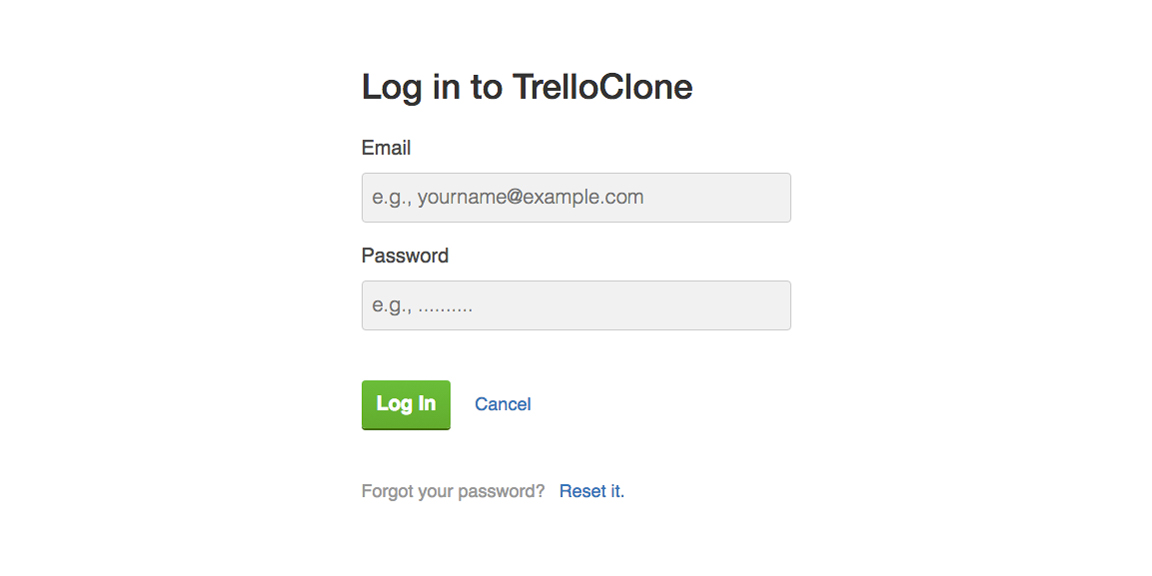 Log in to TrelloClone
Email
e.g., yourname@example.com
Password
e.g., ..........
Log In Cancel
Forgot your password? Reset it.